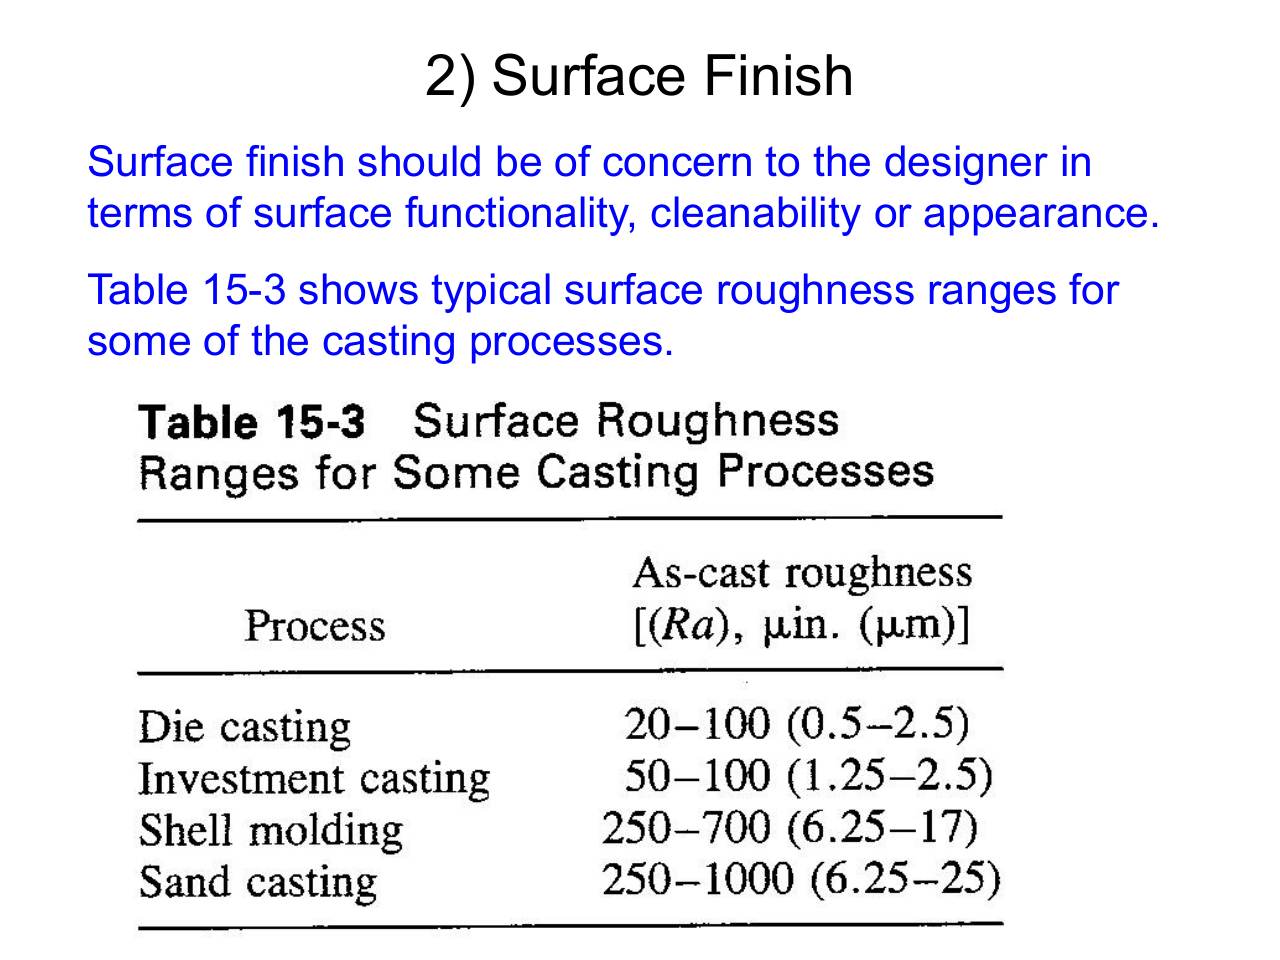 2) Surface Finish
Surface finish should be of concern to the designer in
terms of surface functionality, cleanability or appearance.
Table 15-3 shows typical surface roughness ranges for
some of the casting processes.
Table 15-3 Surface Roughness
Ranges for Some Casting Processes
As-cast roughness
Process [(Ra), μin. (μm)]
Die casting 20–100 (0.5–2.5)
Investment casting 50–100 (1.25–2.5)
Shell molding 250–700 (6.25–17)
Sand casting 250–1000 (6.25–25)